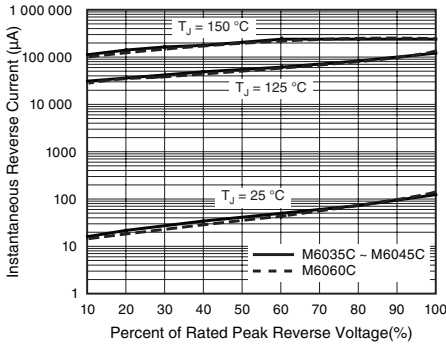 Instantaneous Reverse Current (µA)
1 000 000
100 000
10 000
1000
100
10
1
T_J = 150 °C
T_J = 125 °C
T_J = 25 °C
M6035C ~ M6045C
M6060C
10 20 30 40 50 60 70 80 90 100
Percent of Rated Peak Reverse Voltage(%)